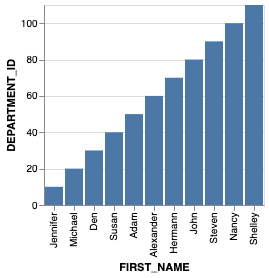 DEPARTMENT_ID
100
80
60
40
20
0
Jennifer
Michael
Den
Susan
Adam
Alexander
Hermann
John
Steven
Nancy
Shelley
FIRST_NAME